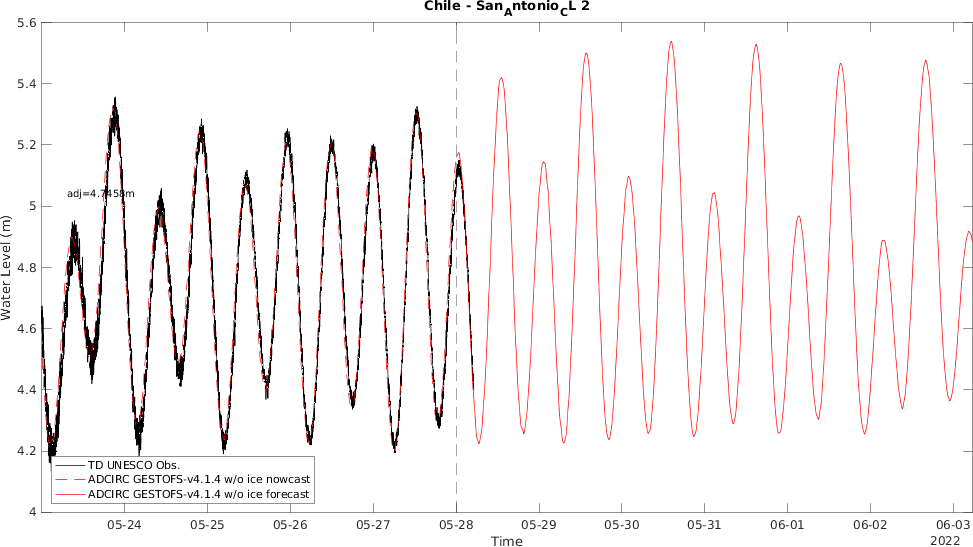 Chile - SanAntonioCL 2
5.6
5.4
5.2
5
4.8
4.6
4.4
4.2
4
Water Level (m)
adj=4.7458m
TD UNESCO Obs.
ADCIRC GESTOFS-v4.1.4 w/o ice nowcast
ADCIRC GESTOFS-v4.1.4 w/o ice forecast
05-24 05-25 05-26 05-27 05-28 05-29 05-30 05-31 06-01 06-02 06-03
Time
2022